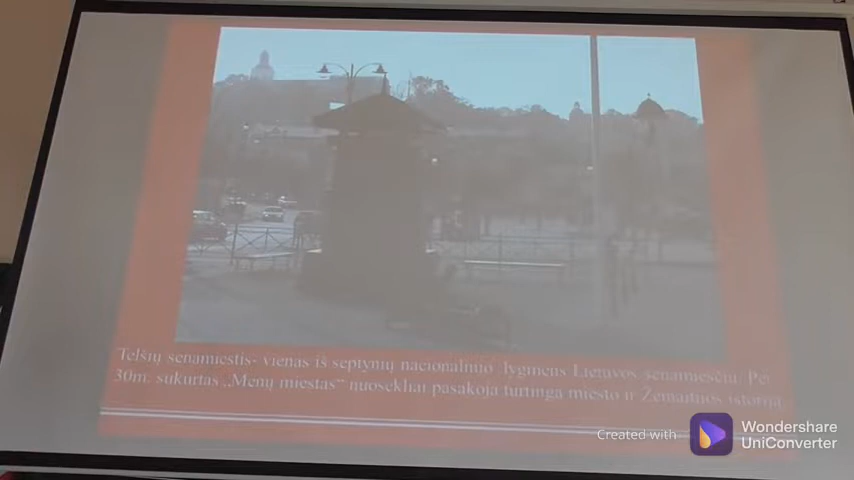 Telšių senamiestis- vienas iš septynių nacionalinio lygmens Lietuvos senamiesčių. Per
30m. sukurtas „Menų miestas“ nuosekliai pasakoja turtingą miesto ir Žemaitijos istoriją.
Created with
Wondershare
UniConverter